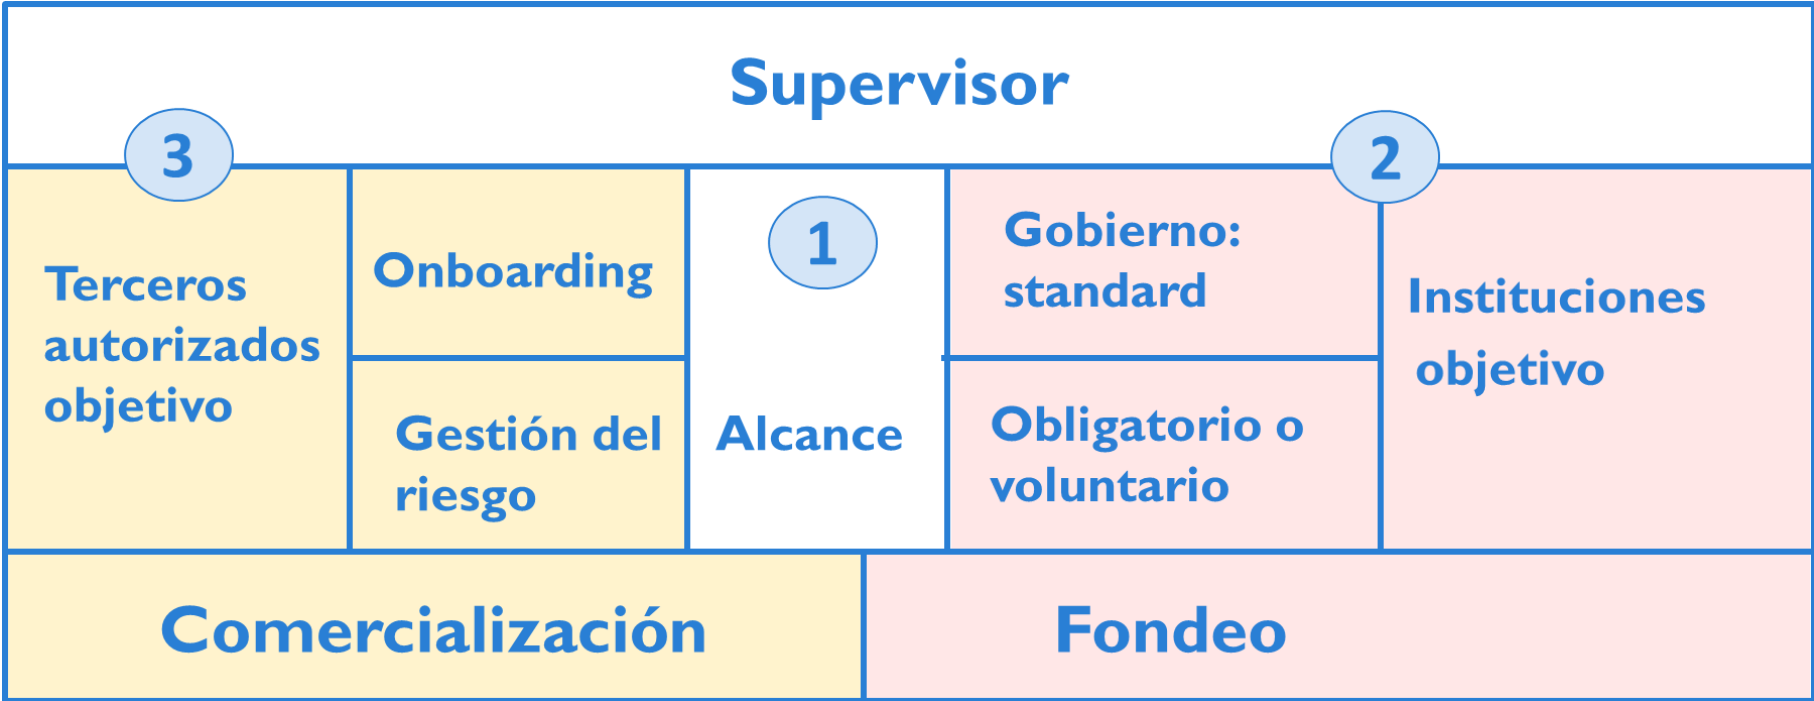 Supervisor
3
2
Terceros
autorizados
objetivo
Onboarding
Gestión del
riesgo
1
Alcance
Gobierno:
standard
Obligatorio o
voluntario
Instituciones
objetivo
Comercialización
Fondeo